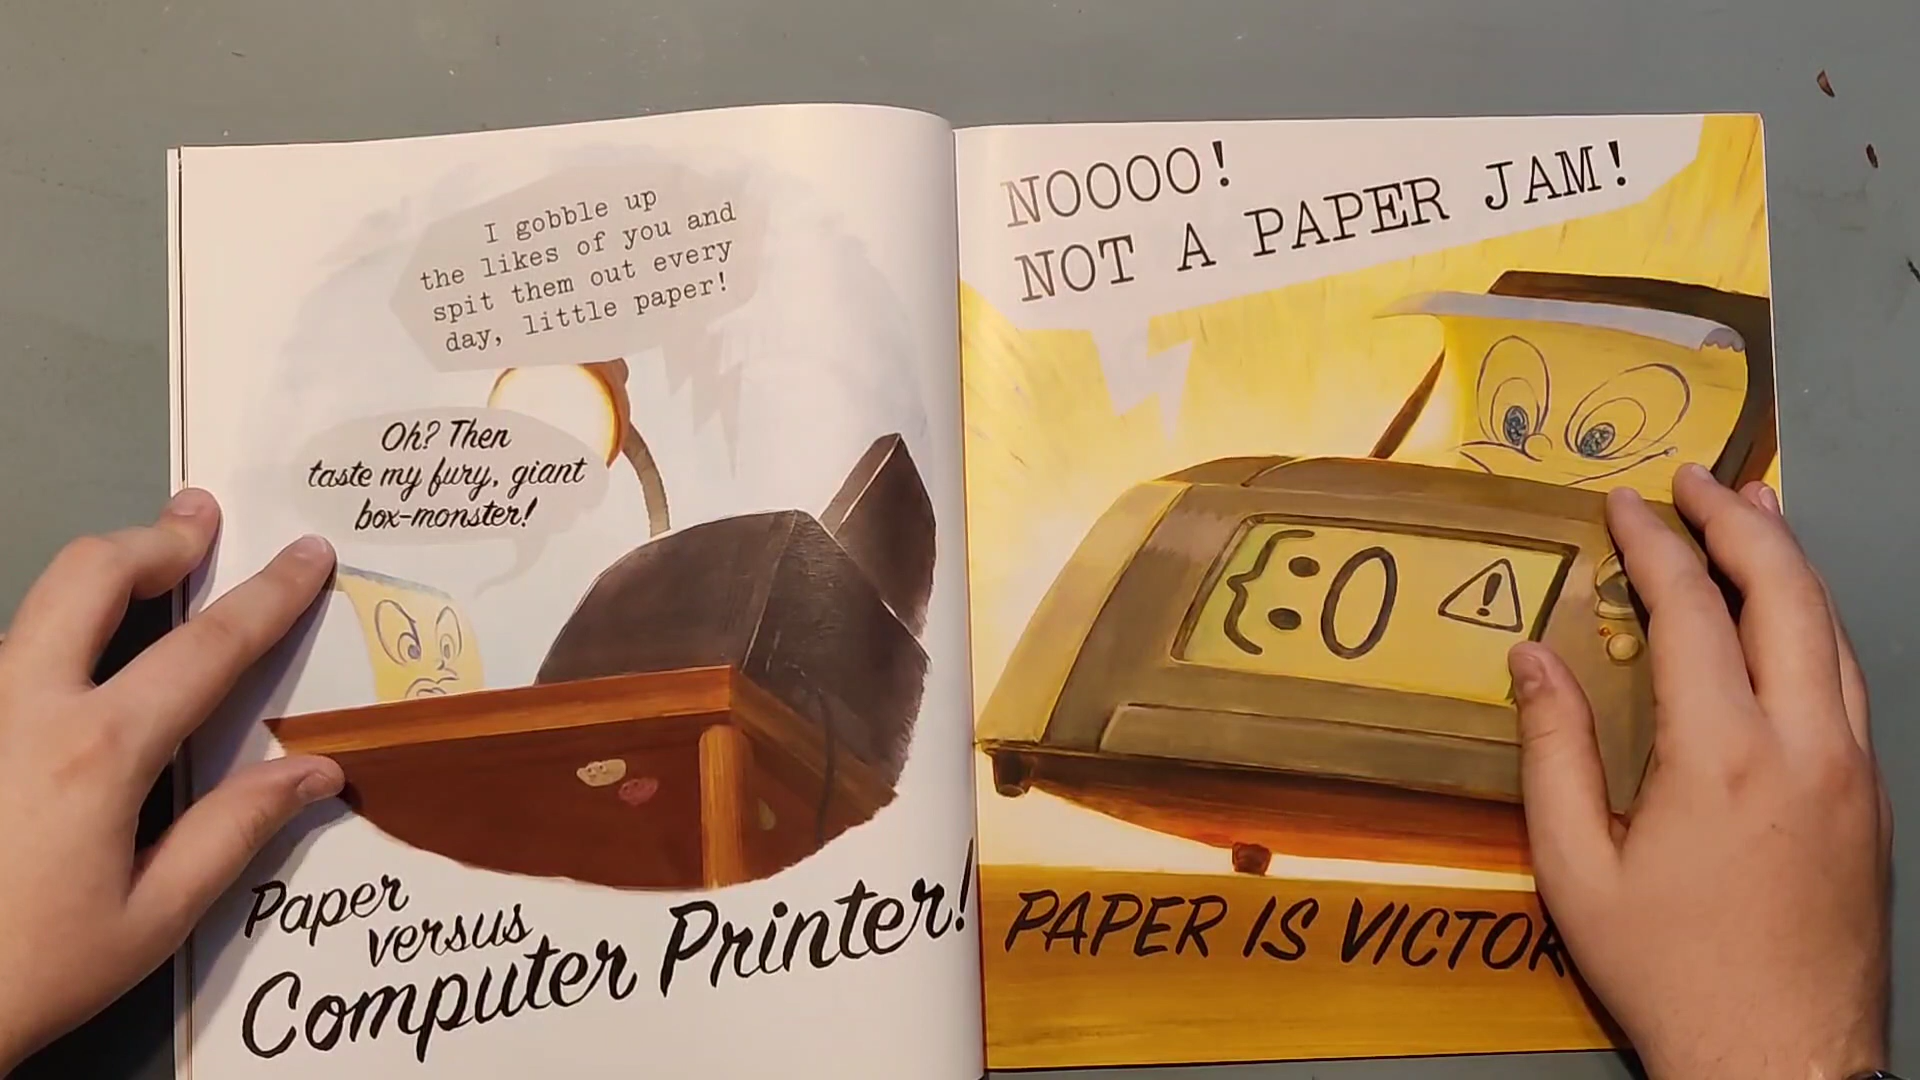 I gobble up
the likes of you and
spit them out every
day, little paper!
Oh? Then
taste my fury, giant
box-monster!
Paper
versus
Computer Printer!
NOOOO!
NOT A PAPER JAM!
{:0 !
PAPER IS VICTOR